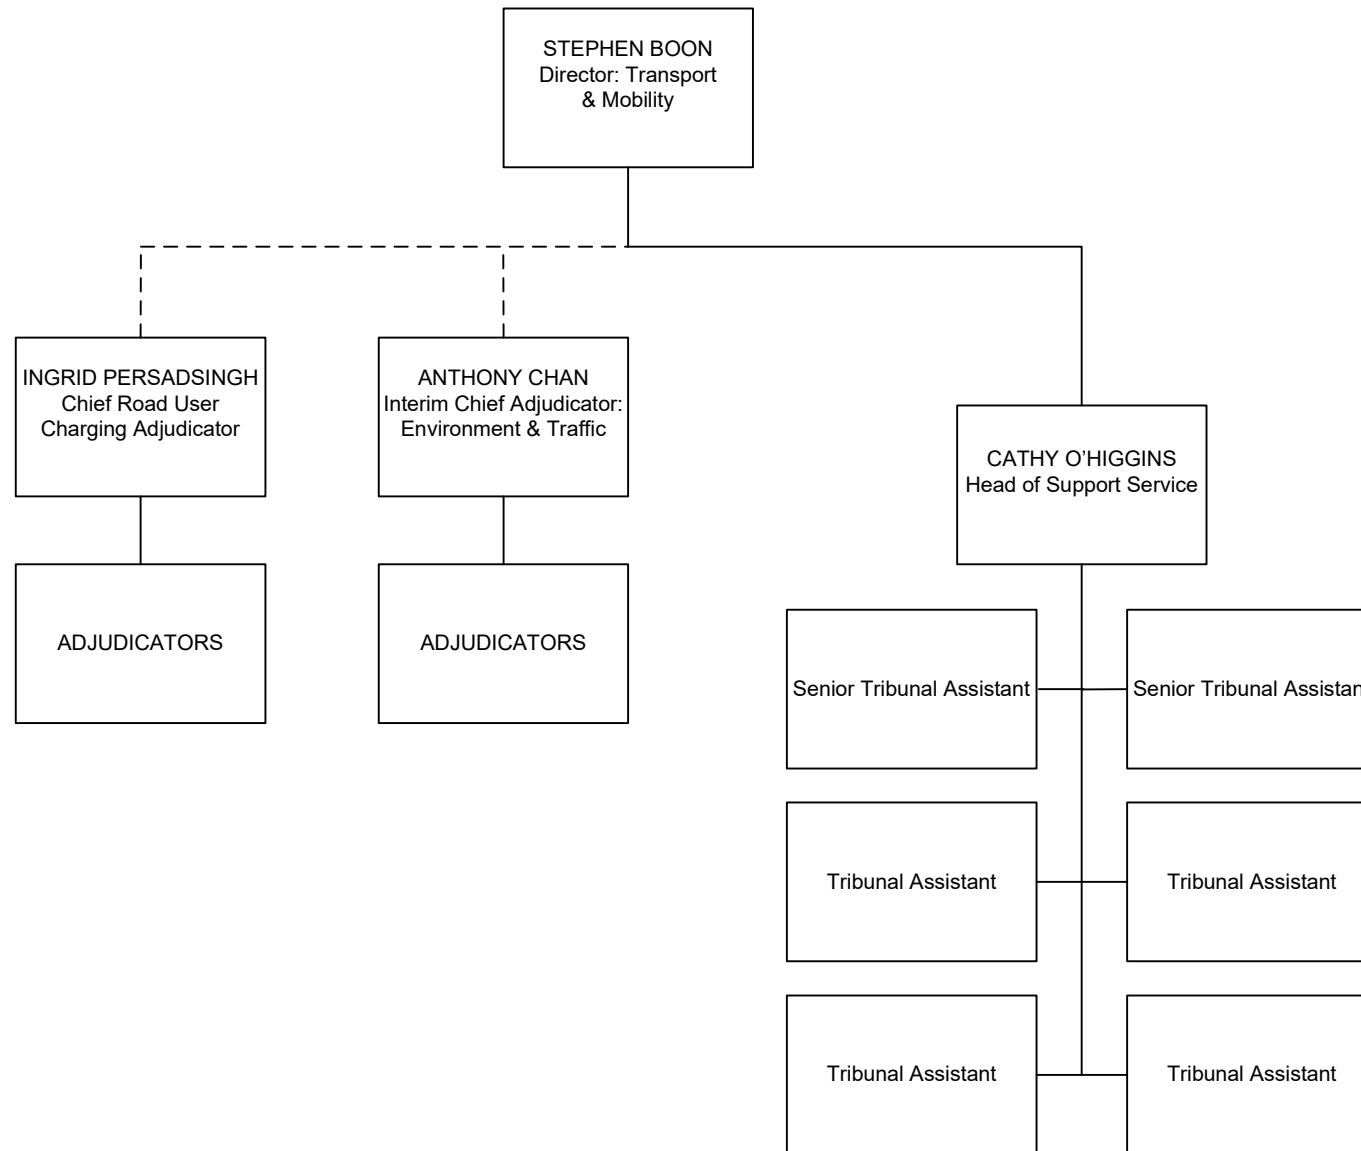 STEPHEN BOON
Director: Transport
& Mobility
INGRID PERSADSINGH
Chief Road User
Charging Adjudicator
ANTHONY CHAN
Interim Chief Adjudicator:
Environment & Traffic
CATHY O’HIGGINS
Head of Support Service
ADJUDICATORS
ADJUDICATORS
Senior Tribunal Assistant
Senior Tribunal Assistan
Tribunal Assistant
Tribunal Assistant
Tribunal Assistant
Tribunal Assistant